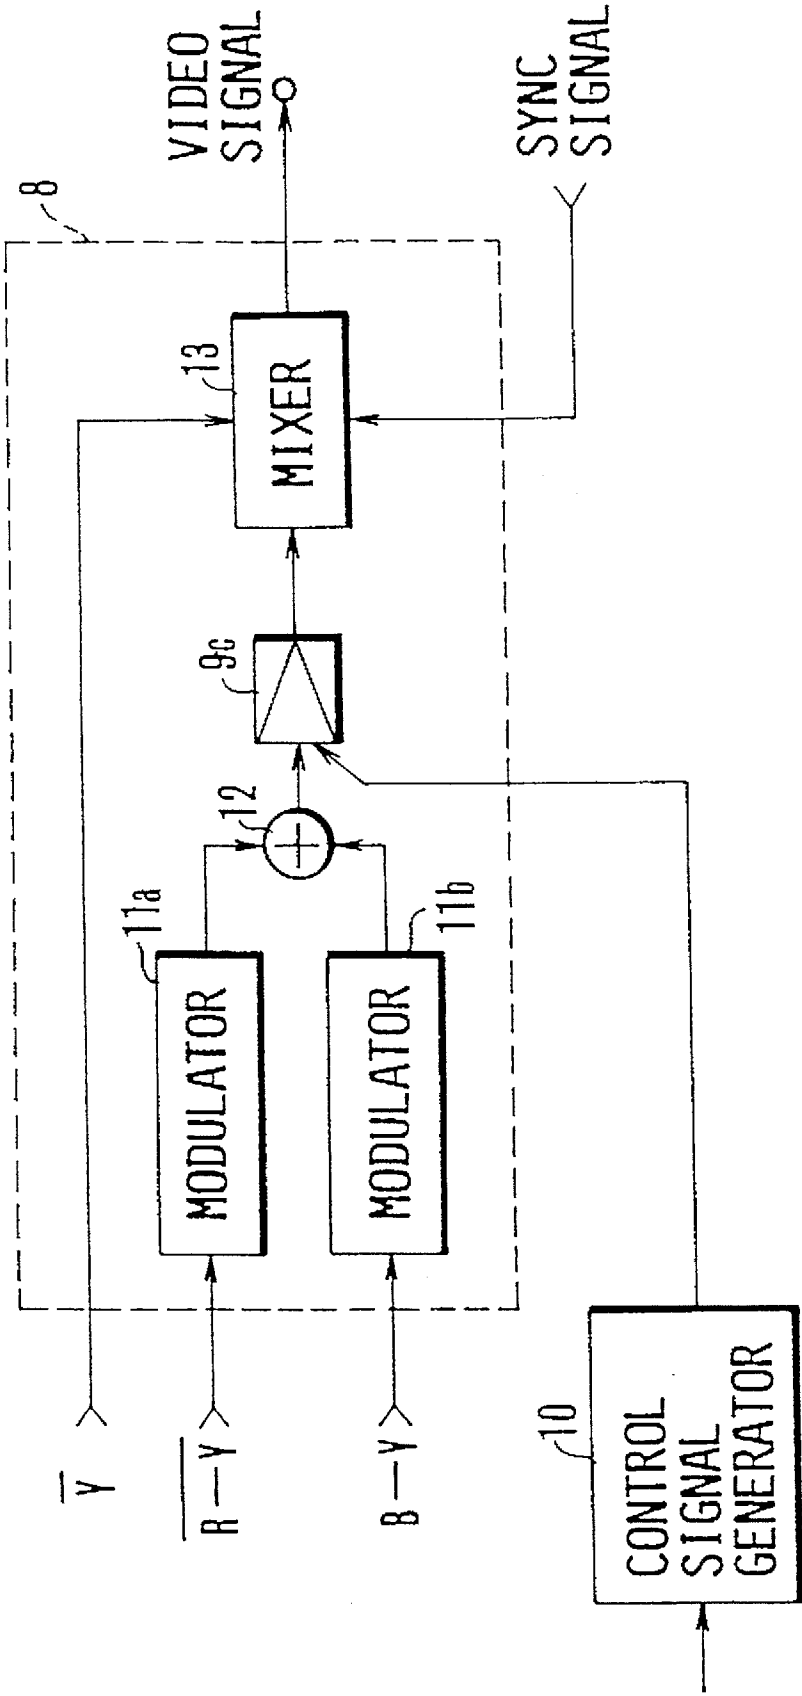 8
VIDEO
SIGNAL
SYNC
SIGNAL
13
MIXER
9c
12
11a
MODULATOR
11b
MODULATOR
Y̅
R̅—̅Y̅
B—Y
10
CONTROL
SIGNAL
GENERATOR